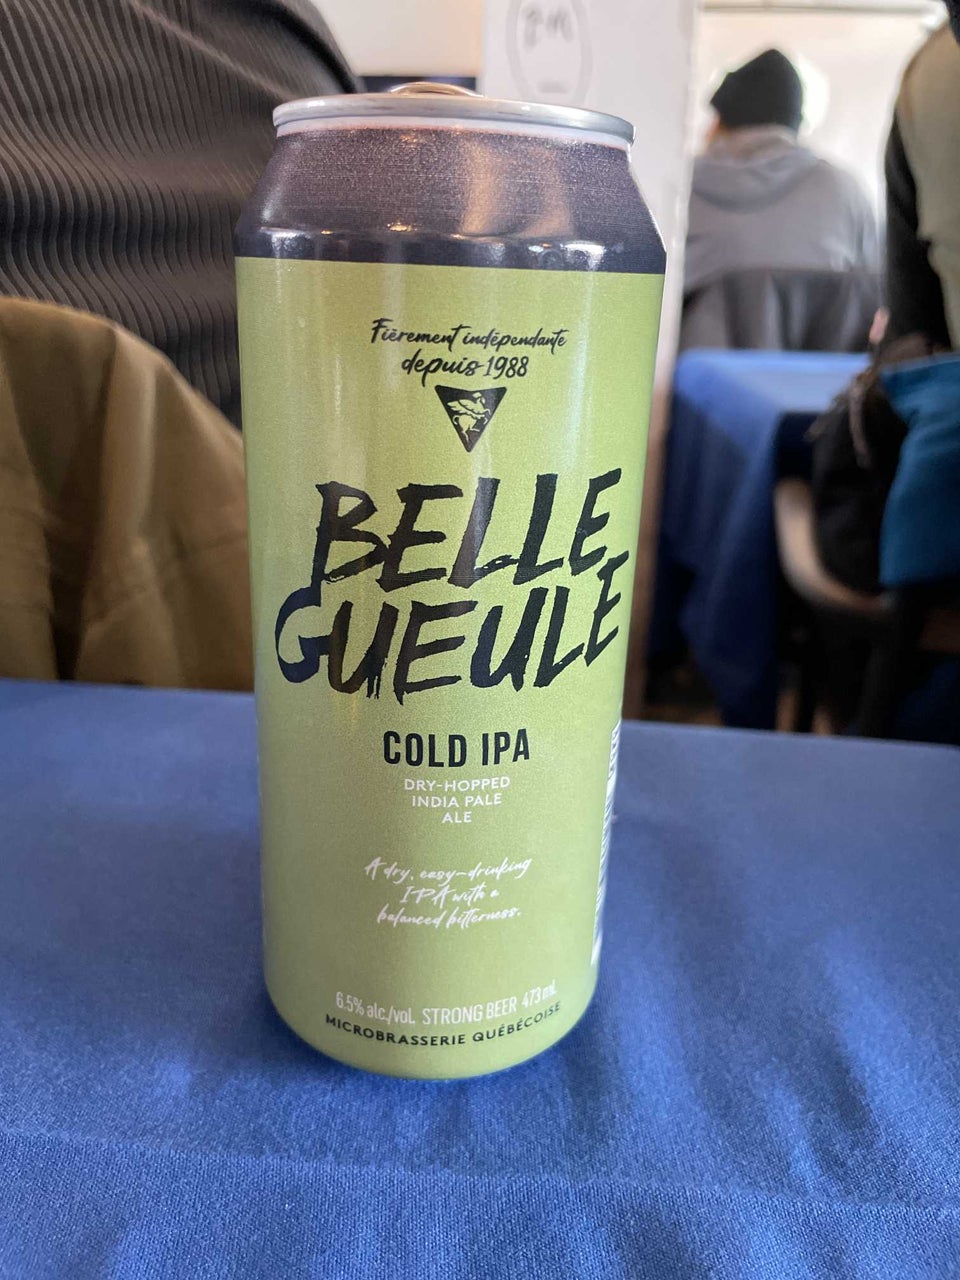 Fièrement indépendante
depuis 1988
BELLE
GUEULE
COLD IPA
DRY-HOPPED
INDIA PALE
ALE
A dry, easy-drinking
IPA with a
balanced bitterness.
6.5% alc./vol. STRONG BEER 473 mL
MICROBRASSERIE QUÉBÉCOISE